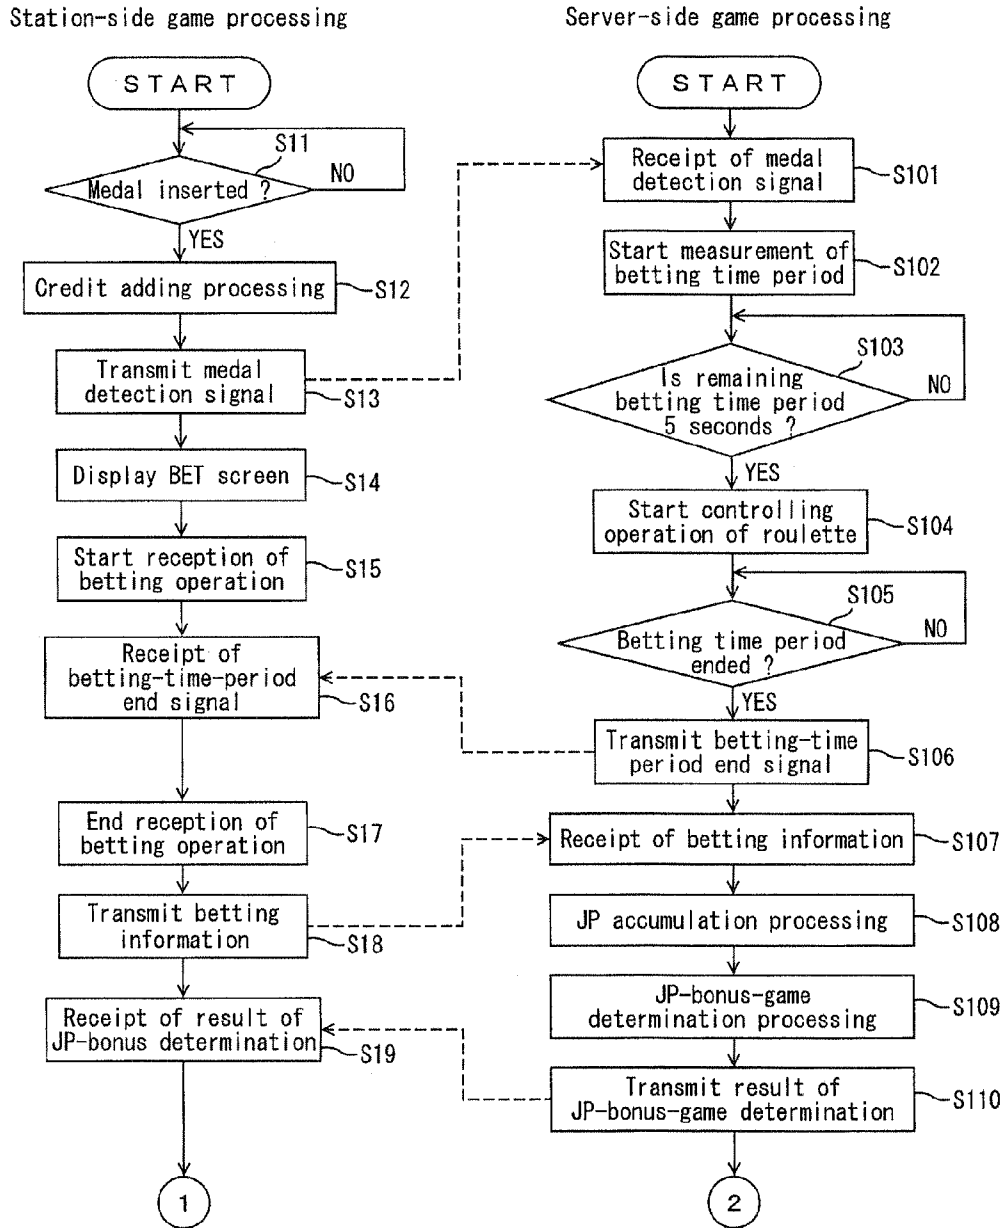 Station-side game processing
START
S11
Medal inserted ?
NO
YES
Credit adding processing
S12
Transmit medal
detection signal
S13
Display BET screen
S14
Start reception of
betting operation
S15
Receipt of
betting-time-period
end signal
S16
End reception of
betting operation
S17
Transmit betting
information
S18
Receipt of result of
JP-bonus determination
S19
1
Server-side game processing
START
Receipt of medal
detection signal
S101
Start measurement of
betting time period
S102
S103
Is remaining
betting time period
5 seconds ?
NO
YES
Start controlling
operation of roulette
S104
S105
Betting time period
ended ?
NO
YES
Transmit betting-time
period end signal
S106
Receipt of betting information
S107
JP accumulation processing
S108
JP-bonus-game
determination processing
S109
Transmit result of
JP-bonus-game determination
S110
2